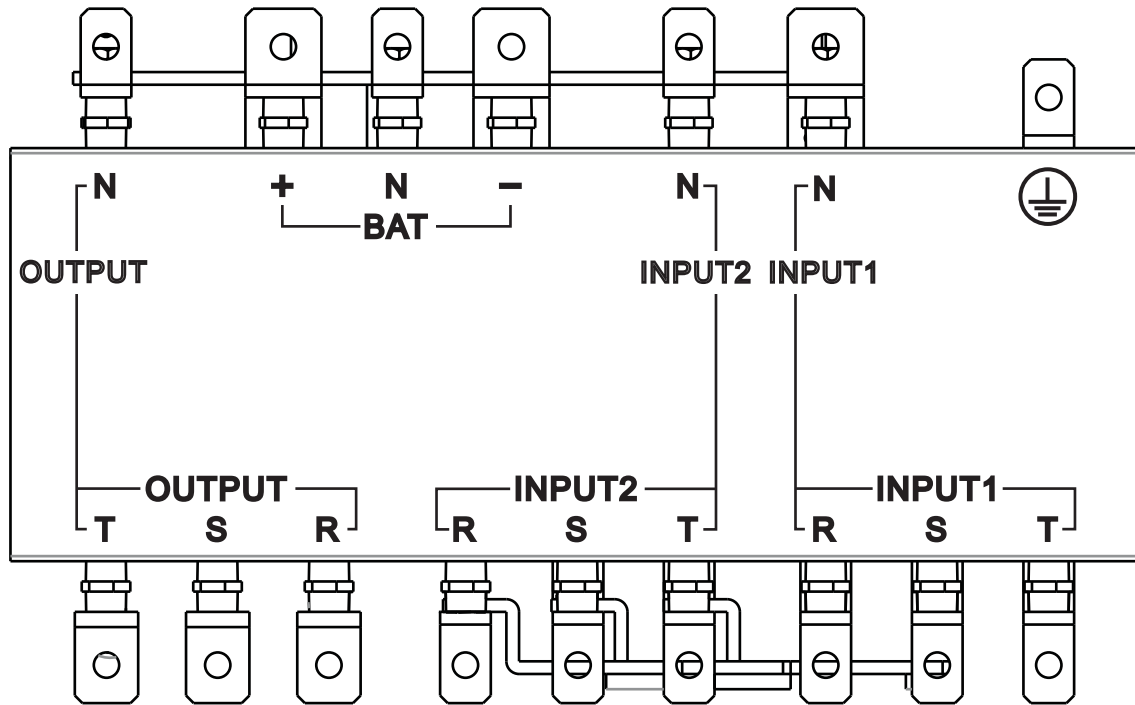 N + N − N N
BAT
OUTPUT INPUT2 INPUT1
OUTPUT INPUT2 INPUT1
T S R R S T R S T